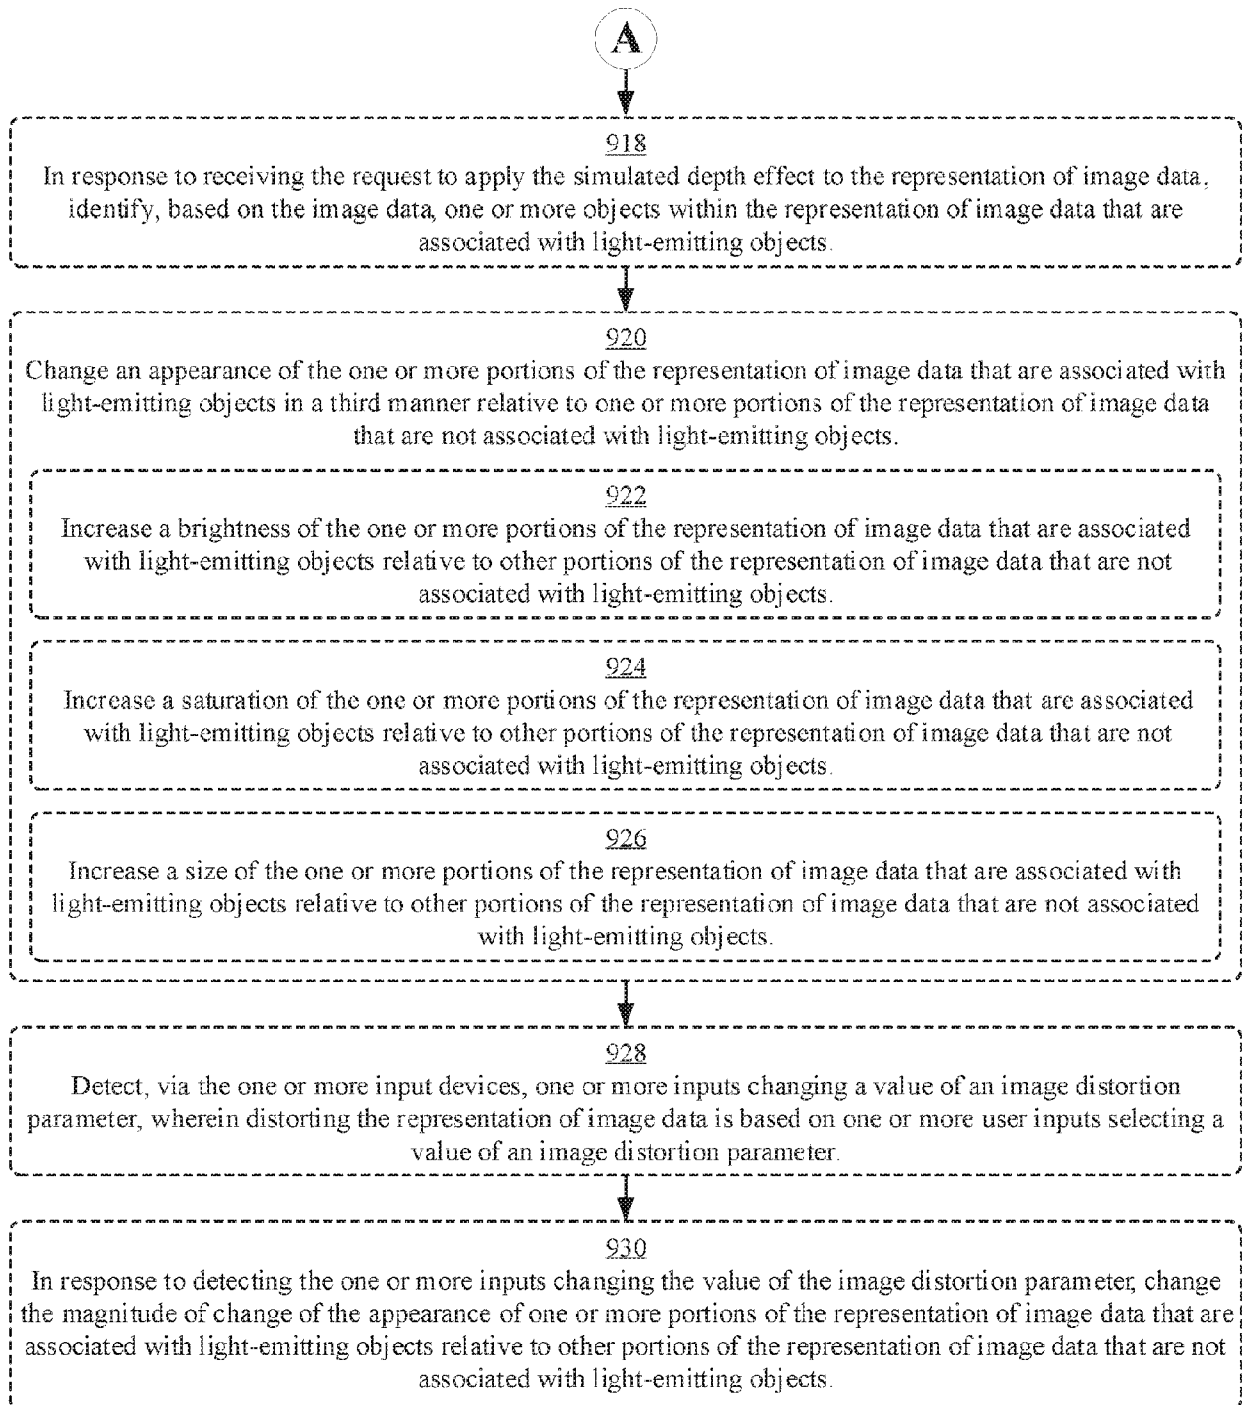 A
918
In response to receiving the request to apply the simulated depth effect to the representation of image data,
identify, based on the image data, one or more objects within the representation of image data that are
associated with light-emitting objects.
920
Change an appearance of the one or more portions of the representation of image data that are associated with
light-emitting objects in a third manner relative to one or more portions of the representation of image data
that are not associated with light-emitting objects.
922
Increase a brightness of the one or more portions of the representation of image data that are associated
with light-emitting objects relative to other portions of the representation of image data that are not
associated with light-emitting objects.
924
Increase a saturation of the one or more portions of the representation of image data that are associated
with light-emitting objects relative to other portions of the representation of image data that are not
associated with light-emitting objects.
926
Increase a size of the one or more portions of the representation of image data that are associated with
light-emitting objects relative to other portions of the representation of image data that are not associated
with light-emitting objects.
928
Detect, via the one or more input devices, one or more inputs changing a value of an image distortion
parameter, wherein distorting the representation of image data is based on one or more user inputs selecting a
value of an image distortion parameter.
930
In response to detecting the one or more inputs changing the value of the image distortion parameter, change
the magnitude of change of the appearance of one or more portions of the representation of image data that are
associated with light-emitting objects relative to other portions of the representation of image data that are not
associated with light-emitting objects.